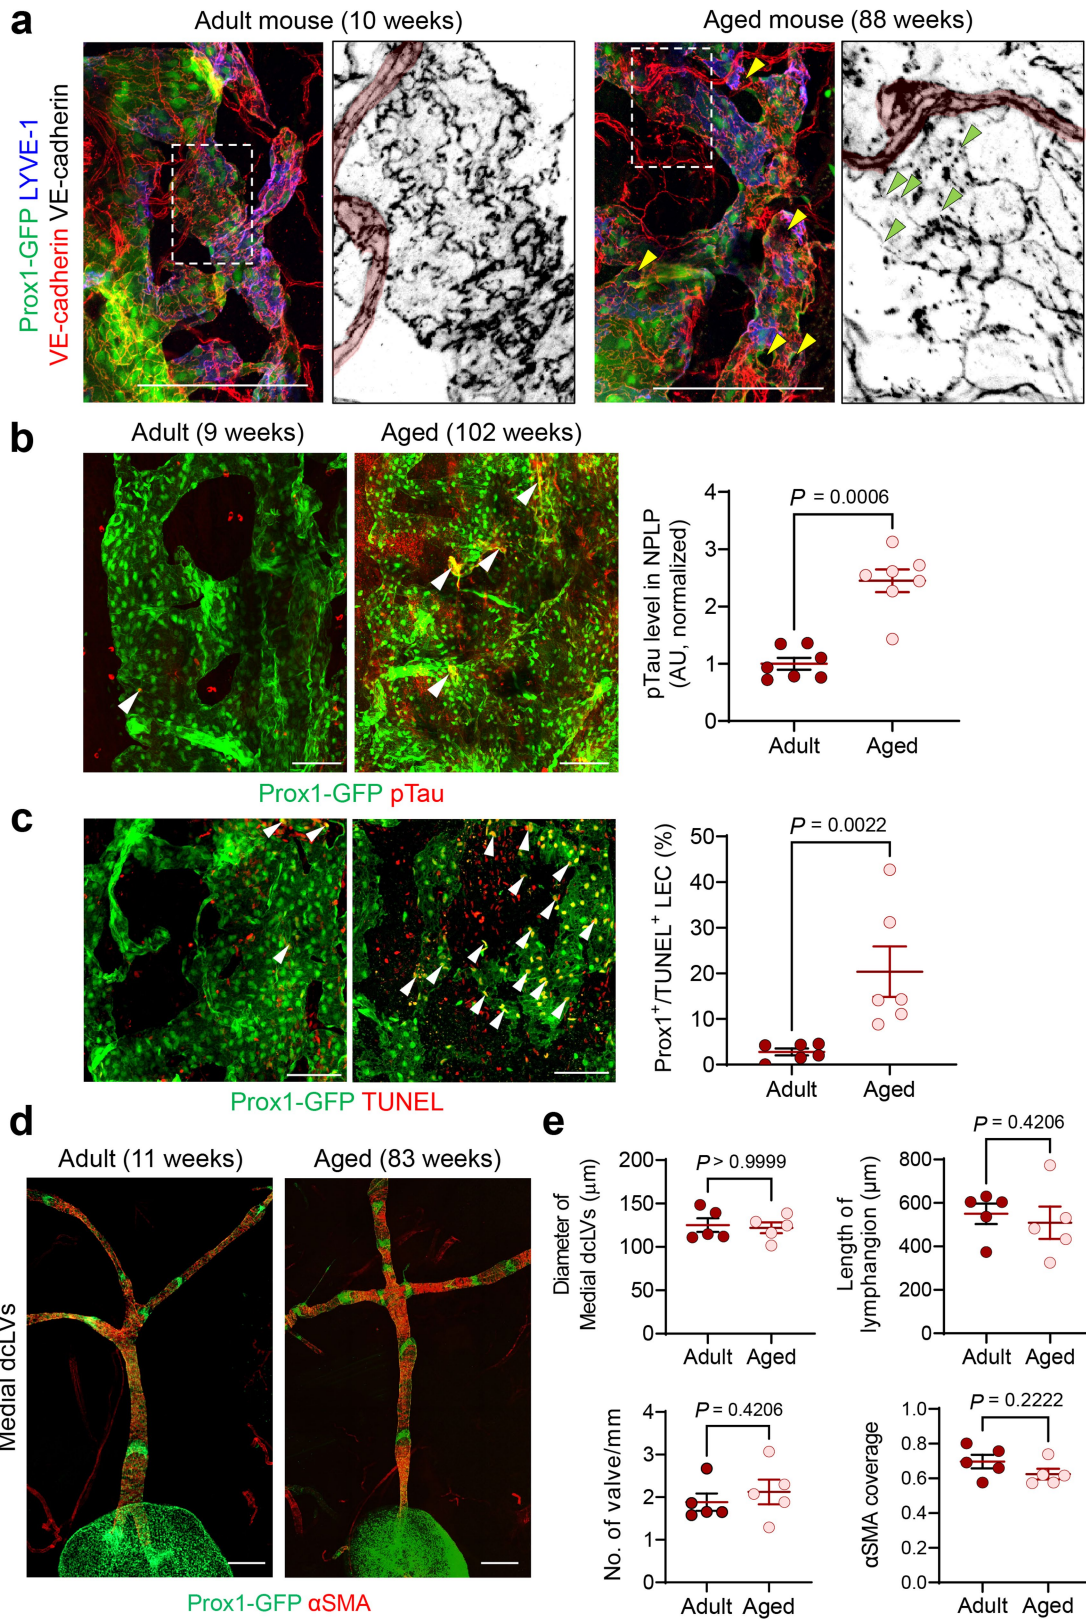 a
Adult mouse (10 weeks)
Aged mouse (88 weeks)
Prox1-GFP LYVE-1
VE-cadherin VE-cadherin
b
Adult (9 weeks)
Aged (102 weeks)
Prox1-GFP pTau
pTau level in NPLP
(AU, normalized)
4
3
2
1
0
P = 0.0006
Adult
Aged
c
Prox1-GFP TUNEL
Prox1⁺/TUNEL⁺ LEC (%)
50
40
30
20
10
0
P = 0.0022
Adult
Aged
d
Adult (11 weeks)
Aged (83 weeks)
Medial dcLVs
Prox1-GFP αSMA
e
Diameter of
Medial dcLVs (μm)
200
150
100
50
0
P > 0.9999
Adult
Aged
Length of
lymphangion (μm)
800
600
400
200
0
P = 0.4206
Adult
Aged
No. of valve/mm
4
3
2
1
0
P = 0.4206
Adult
Aged
αSMA coverage
1.0
0.8
0.6
0.4
0.2
0.0
P = 0.2222
Adult
Aged